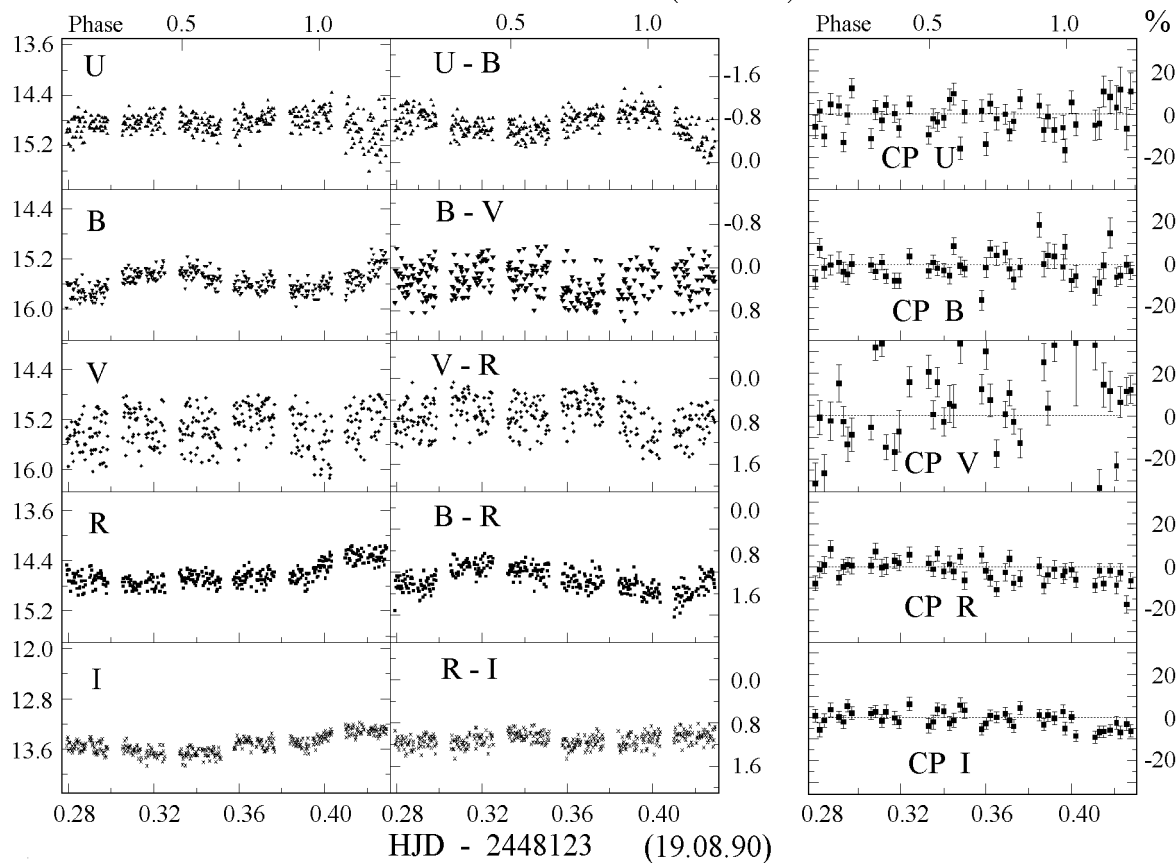 Phase 0.5 1.0 0.5 1.0 Phase 0.5 1.0 %
13.6 14.4 15.2 U U - B -1.6 -0.8 0.0 CP U 20 0 -20
14.4 15.2 16.0 B B - V -0.8 0.0 0.8 CP B 20 0 -20
14.4 15.2 16.0 V V - R 0.0 0.8 1.6 CP V 20 0 -20
13.6 14.4 15.2 R B - R 0.0 0.8 1.6 CP R 20 0 -20
12.0 12.8 13.6 I R - I 0.0 0.8 1.6 CP I 20 0 -20
0.28 0.32 0.36 0.40 0.28 0.32 0.36 0.40 0.28 0.32 0.36 0.40
HJD - 2448123 (19.08.90)